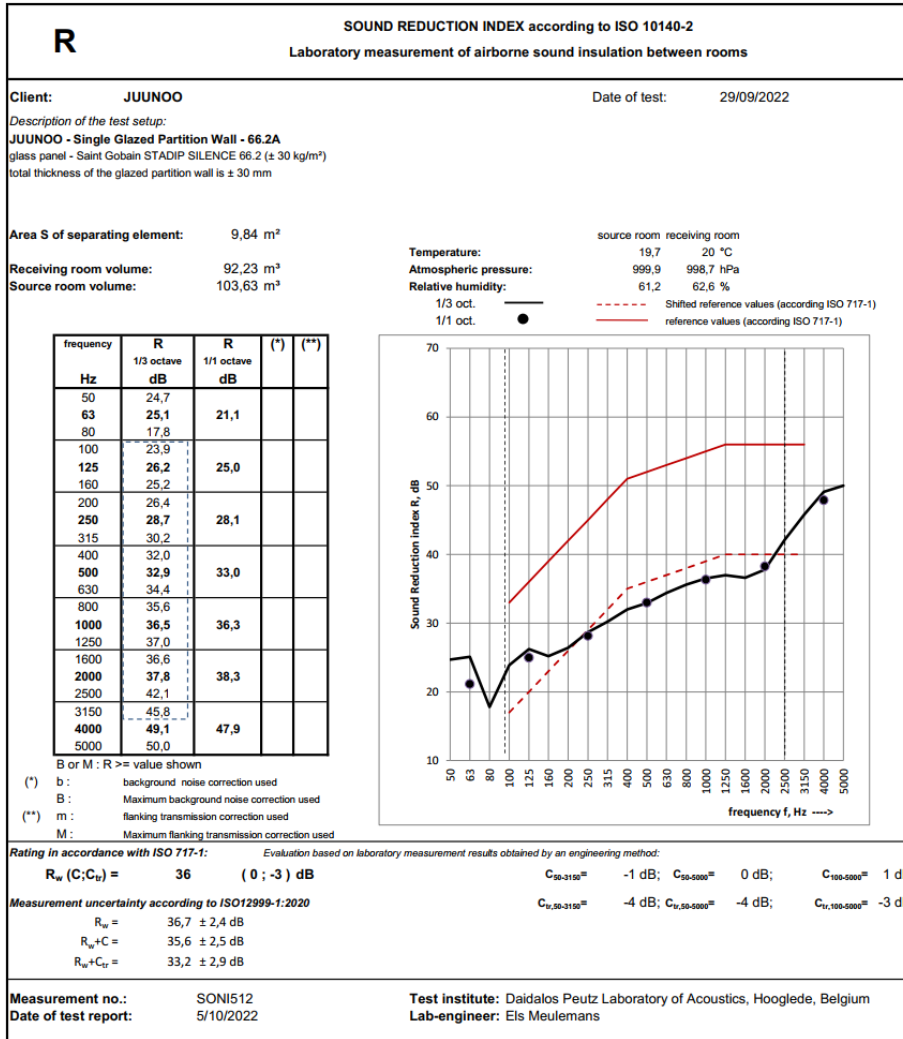 R
SOUND REDUCTION INDEX according to ISO 10140-2
Laboratory measurement of airborne sound insulation between rooms
Client: JUUNOO Date of test: 29/09/2022
Description of the test setup:
JUUNOO - Single Glazed Partition Wall - 66.2A
glass panel - Saint Gobain STADIP SILENCE 66.2 (± 30 kg/m²)
total thickness of the glazed partition wall is ± 30 mm
Area S of separating element: 9,84 m²
Receiving room volume: 92,23 m³
Source room volume: 103,63 m³
source room receiving room
Temperature: 19,7 20 °C
Atmospheric pressure: 999,9 998,7 hPa
Relative humidity: 61,2 62,6 %
1/3 oct. Shifted reference values (according ISO 717-1)
1/1 oct. reference values (according ISO 717-1)
frequency R R (*) (**)
1/3 octave 1/1 octave
Hz dB dB
50 24,7
63 25,1 21,1
80 17,8
100 23,9
125 26,2 25,0
160 25,2
200 26,4
250 28,7 28,1
315 30,2
400 32,0
500 32,9 33,0
630 34,4
800 35,6
1000 36,5 36,3
1250 37,0
1600 36,6
2000 37,8 38,3
2500 42,1
3150 45,8
4000 49,1 47,9
5000 50,0
B or M : R >= value shown
(*) b : background noise correction used
B : Maximum background noise correction used
(**) m : flanking transmission correction used
M : Maximum flanking transmission correction used
Sound Reduction index R, dB
70
60
50
40
30
20
10
50 63 80 100 125 160 200 250 315 400 500 630 800 1000 1250 1600 2000 2500 3150 4000 5000
frequency f, Hz ---->
Rating in accordance with ISO 717-1: Evaluation based on laboratory measurement results obtained by an engineering method:
Rw (C;Ctr) = 36 ( 0 ; -3 ) dB C50-3150= -1 dB; C50-5000= 0 dB; C100-5000= 1 d
Measurement uncertainty according to ISO12999-1:2020 Ctr,50-3150= -4 dB; Ctr,50-5000= -4 dB; Ctr,100-5000= -3 d
Rw = 36,7 ± 2,4 dB
Rw+C = 35,6 ± 2,5 dB
Rw+Ctr = 33,2 ± 2,9 dB
Measurement no.: SONI512 Test institute: Daidalos Peutz Laboratory of Acoustics, Hooglede, Belgium
Date of test report: 5/10/2022 Lab-engineer: Els Meulemans